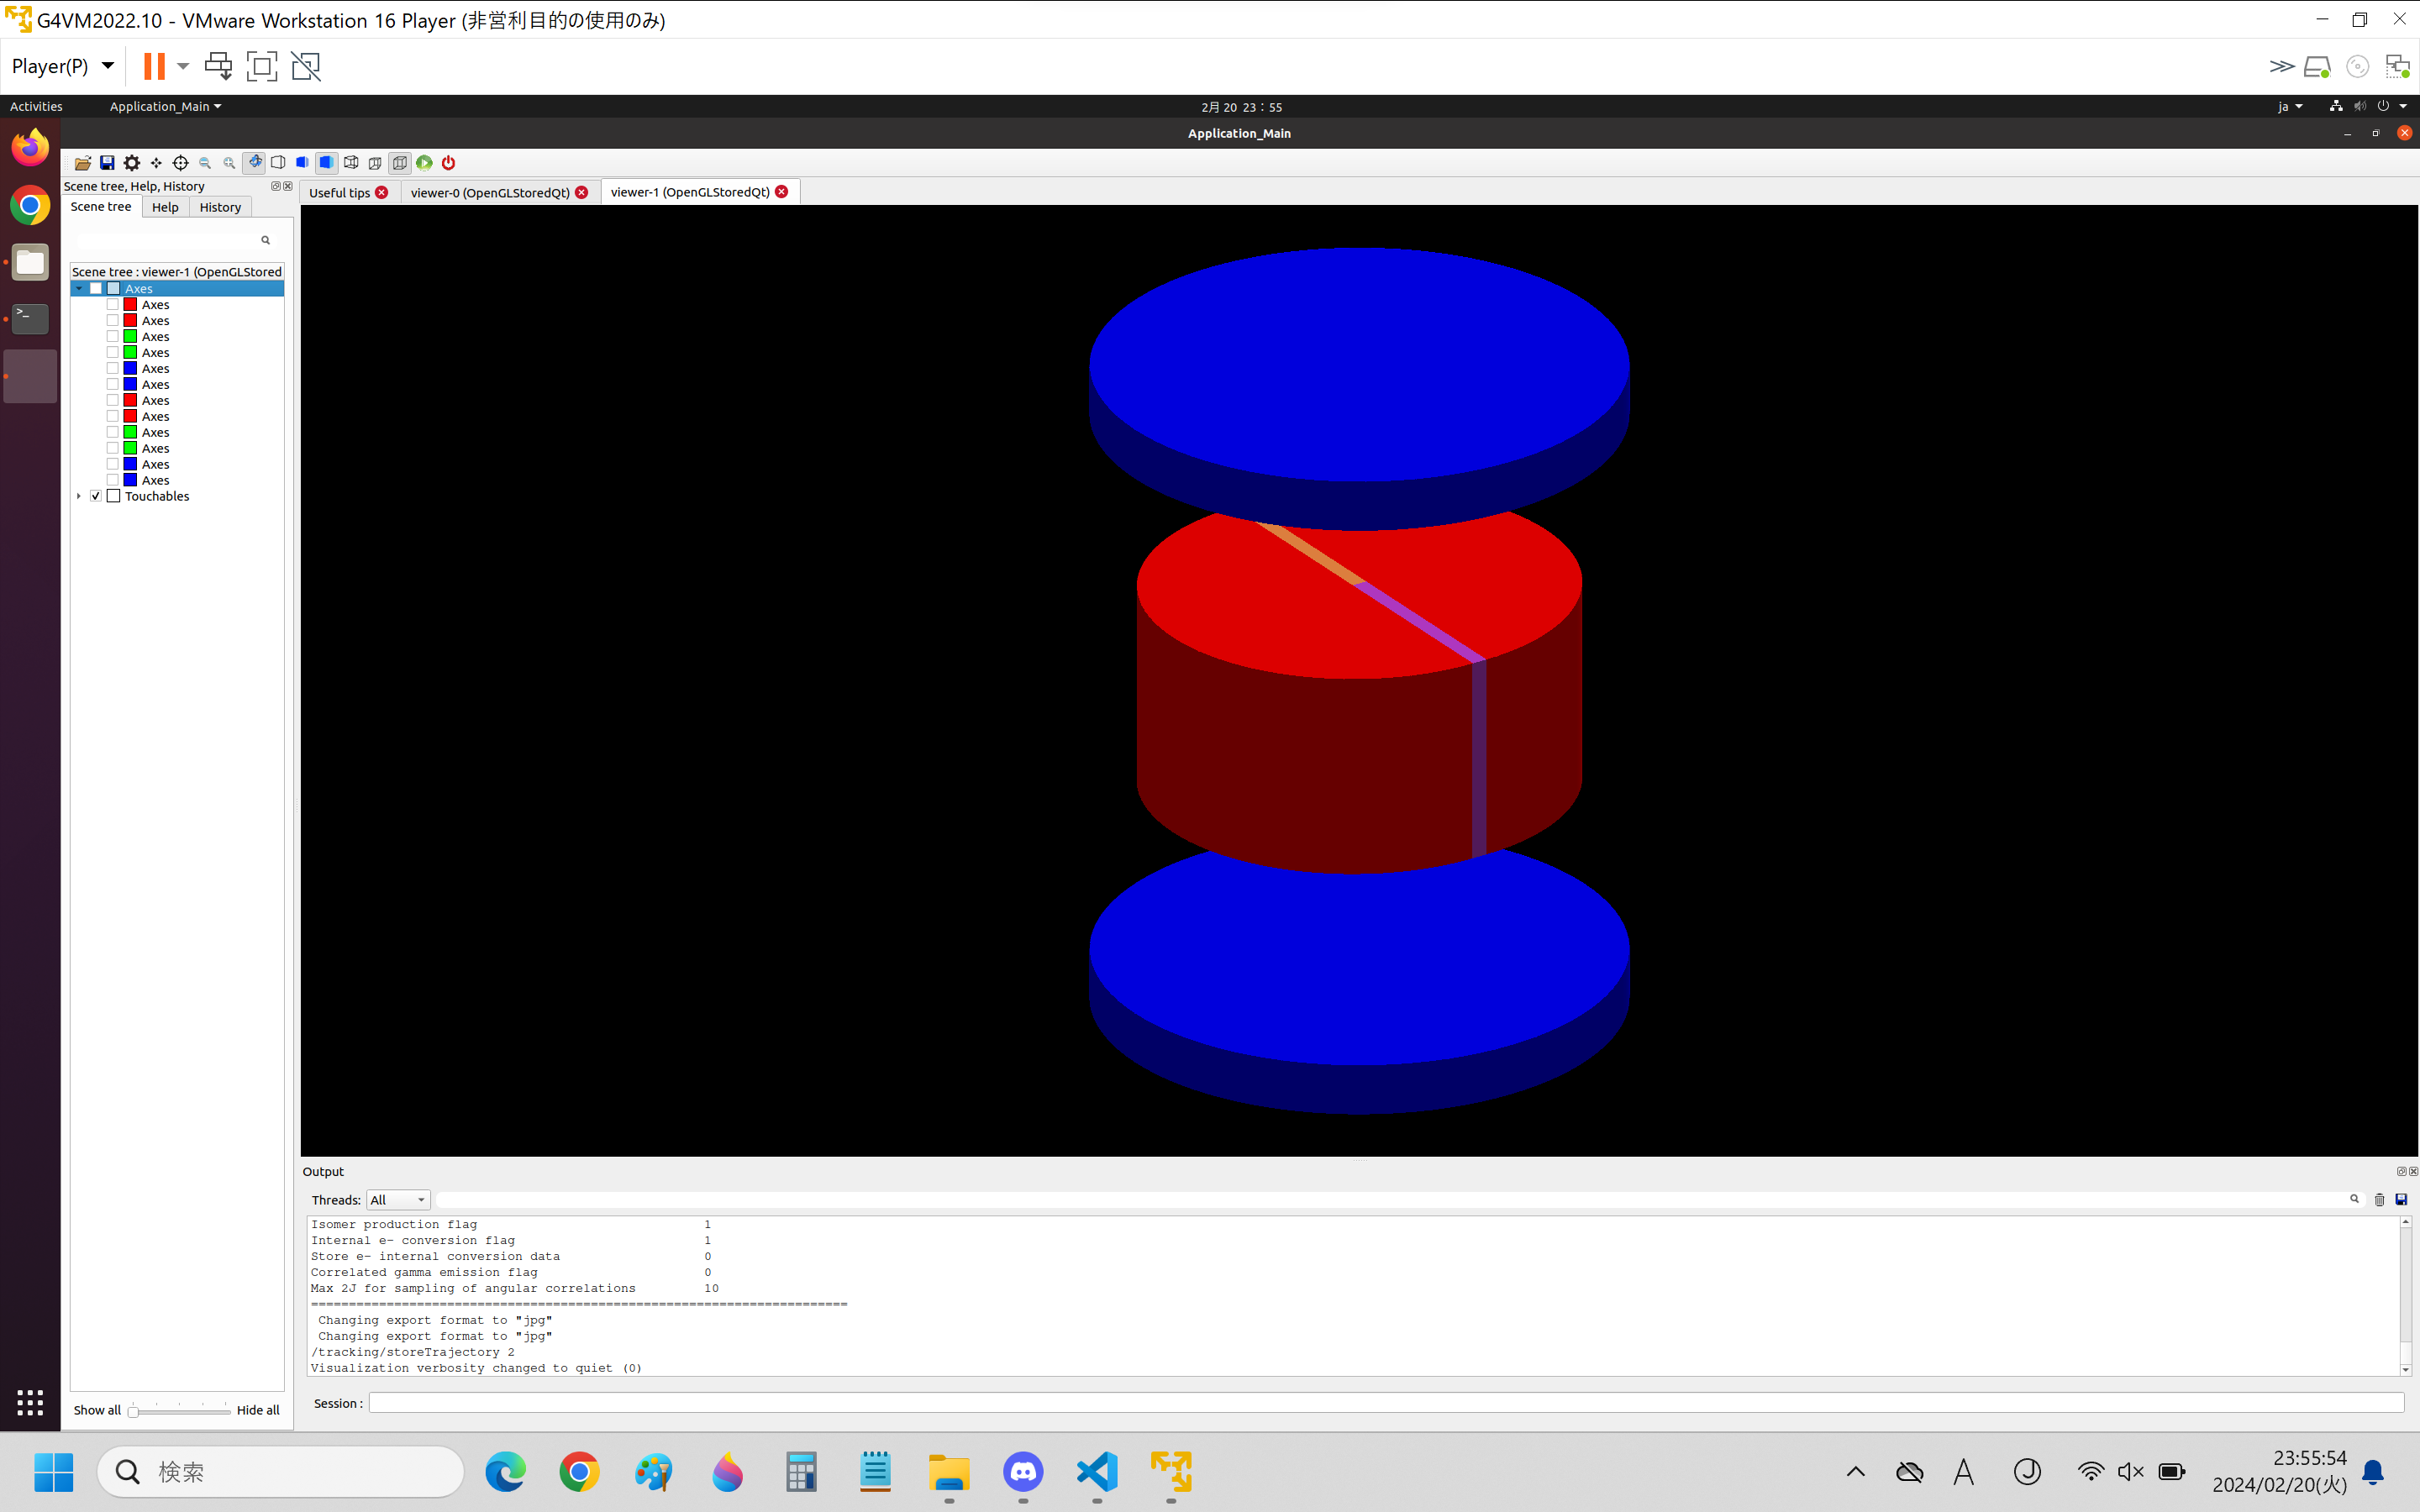 G4VM2022.10 - VMware Workstation 16 Player (非営利目的の使用のみ)
Player(P)
Activities
Application_Main
2月 20 23：55
ja
Application_Main
Scene tree, Help, History
Useful tips
viewer-0 (OpenGLStoredQt)
viewer-1 (OpenGLStoredQt)
Scene tree
Help
History
Scene tree : viewer-1 (OpenGLStored
Axes
Axes
Axes
Axes
Axes
Axes
Axes
Axes
Axes
Axes
Axes
Axes
Axes
Touchables
Show all
Hide all
Output
Threads:
All
Isomer production flag 1
Internal e- conversion flag 1
Store e- internal conversion data 0
Correlated gamma emission flag 0
Max 2J for sampling of angular correlations 10
=======================================================================
Changing export format to "jpg"
Changing export format to "jpg"
/tracking/storeTrajectory 2
Visualization verbosity changed to quiet (0)
Session :
検索
A
J
23:55:54
2024/02/20(火)